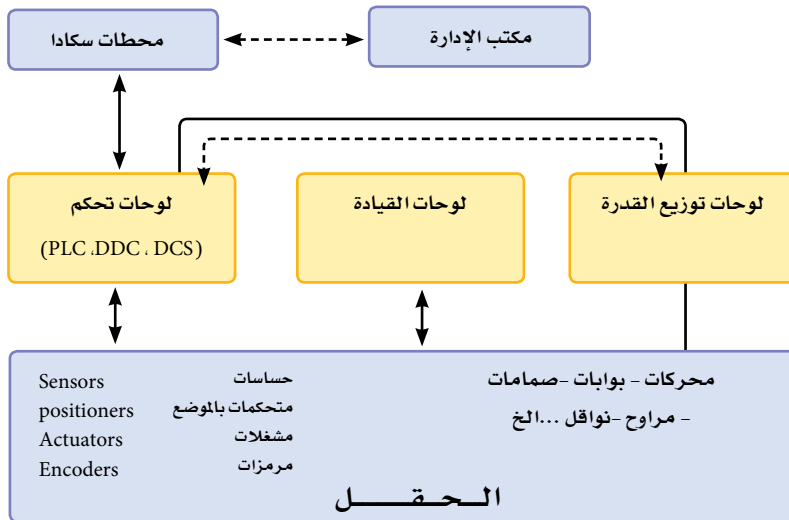 مكتب الإدارة
محطات سكادا
لوحات توزيع القدرة
لوحات القيادة
لوحات تحكم
(PLC ،DDC ، DCS)
محركات – بوابات –صمامات
– مراوح –نواقل ...الخ
حساسات
متحكمات بالموضع
مشغلات
مرمزات
Sensors
positioners
Actuators
Encoders
الـحـقـــــل